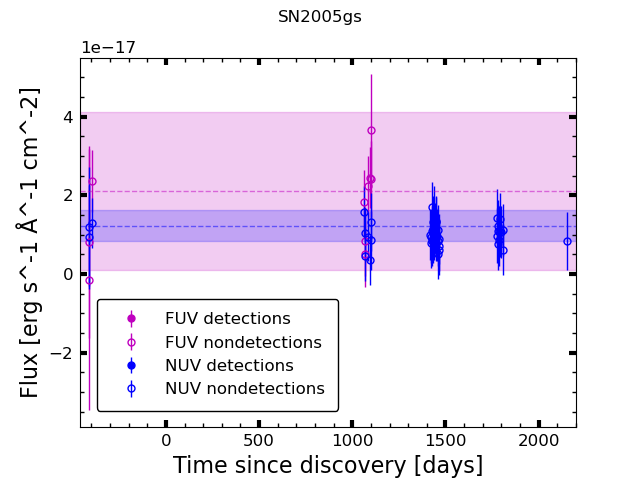 SN2005gs
1e−17
4
2
0
−2
Flux [erg s^-1 Å^-1 cm^-2]
FUV detections
FUV nondetections
NUV detections
NUV nondetections
0 500 1000 1500 2000
Time since discovery [days]